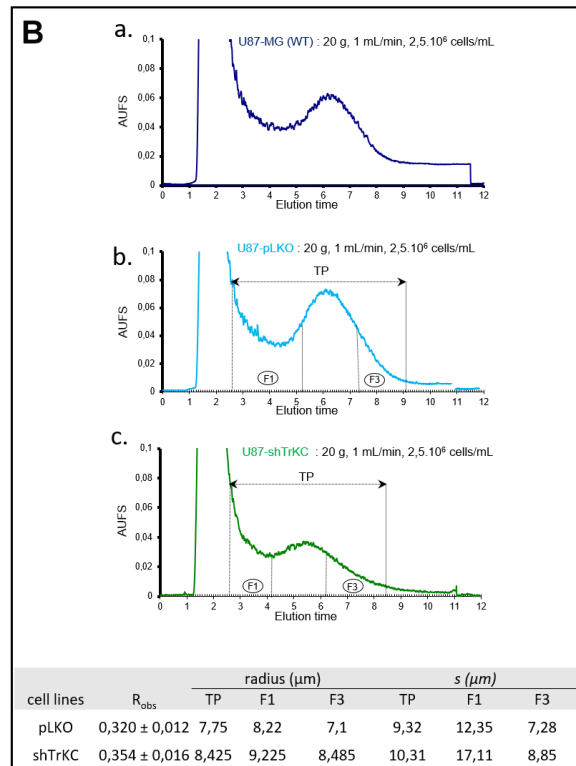 B
a.
U87-MG (WT) : 20 g, 1 mL/min, 2,5.10⁶ cells/mL
0,1
0,08
0,06
0,04
0,02
0
AUFS
0 1 2 3 4 5 6 7 8 9 10 11 12
Elution time
b.
U87-pLKO: 20 g, 1 mL/min, 2,5.10⁶ cells/mL
TP
0,1
0,08
0,06
0,04
0,02
0
AUFS
F1 F3
0 1 2 3 4 5 6 7 8 9 10 11 12
Elution time
c.
U87-shTrKC : 20 g, 1 mL/min, 2,5.10⁶ cells/mL
TP
0,1
0,08
0,06
0,04
0,02
0
AUFS
F1 F3
0 1 2 3 4 5 6 7 8 9 10 11 12
Elution time
radius (µm) s (µm)
cell lines Robs TP F1 F3 TP F1 F3
pLKO 0,320 ± 0,012 7,75 8,22 7,1 9,32 12,35 7,28
shTrKC 0,354 ± 0,016 8,425 9,225 8,485 10,31 17,11 8,85